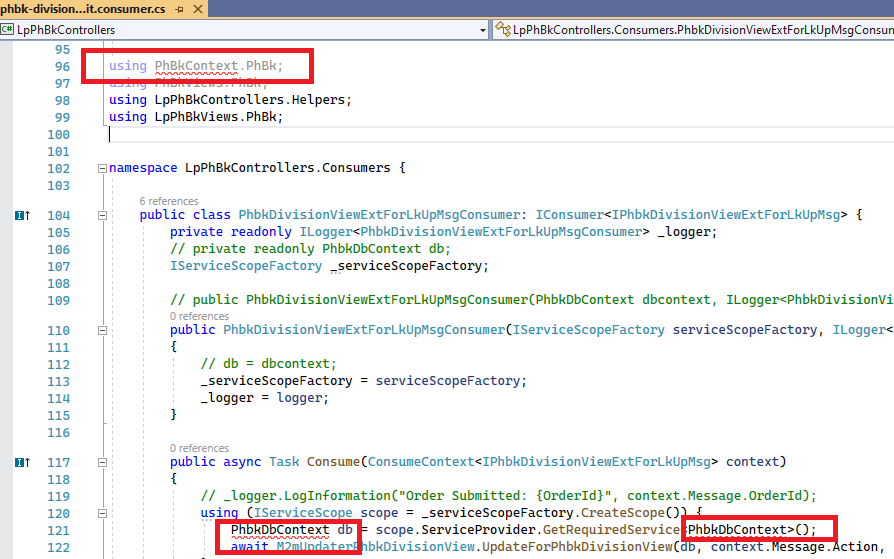 phbk-division...it.consumer.cs
LpPhBkControllers
LpPhBkControllers.Consumers.PhbkDivisionViewExtForLkUpMsgConsum
95
96 using PhBkContext.PhBk;
97 using PhBkViews.PhBk;
98 using LpPhBkControllers.Helpers;
99 using LpPhBkViews.PhBk;
100
101
102 namespace LpPhBkControllers.Consumers {
103
6 references
104 public class PhbkDivisionViewExtForLkUpMsgConsumer: IConsumer<IPhbkDivisionViewExtForLkUpMsg> {
105 private readonly ILogger<PhbkDivisionViewExtForLkUpMsgConsumer> _logger;
106 // private readonly PhbkDbContext db;
107 IServiceScopeFactory _serviceScopeFactory;
108
109 // public PhbkDivisionViewExtForLkUpMsgConsumer(PhbkDbContext dbcontext, ILogger<PhbkDivisionVi
0 references
110 public PhbkDivisionViewExtForLkUpMsgConsumer(IServiceScopeFactory serviceScopeFactory, ILogger<
111 {
112 // db = dbcontext;
113 _serviceScopeFactory = serviceScopeFactory;
114 _logger = logger;
115 }
116
0 references
117 public async Task Consume(ConsumeContext<IPhbkDivisionViewExtForLkUpMsg> context)
118 {
119 // _logger.LogInformation("Order Submitted: {OrderId}", context.Message.OrderId);
120 using (IServiceScope scope = _serviceScopeFactory.CreateScope()) {
121 PhbkDbContext db = scope.ServiceProvider.GetRequiredService<PhbkDbContext>();
122 await M2mUpdaterPhbkDivisionView.UpdateForPhbkDivisionView(db, context.Message.Action,